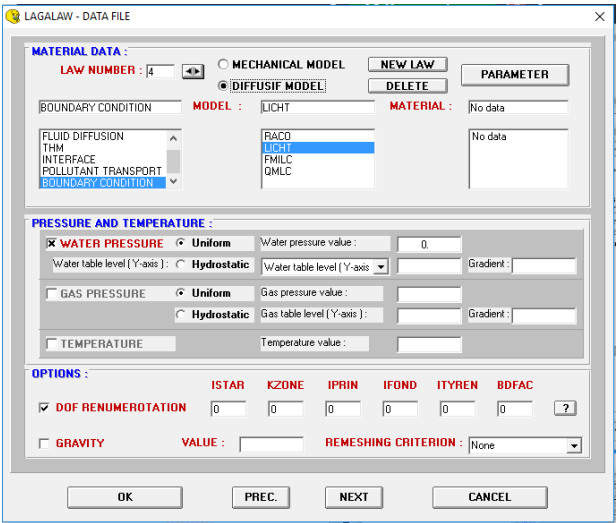 LAGALAW - DATA FILE
MATERIAL DATA :
LAW NUMBER : 4
MECHANICAL MODEL
DIFFUSIF MODEL
NEW LAW
DELETE
PARAMETER
BOUNDARY CONDITION MODEL : LICHT MATERIAL : No data
FLUID DIFFUSION
THM
INTERFACE
POLLUTANT TRANSPORT
BOUNDARY CONDITION
RACO
LICHT
FMILC
QMLC
No data
PRESSURE AND TEMPERATURE :
WATER PRESSURE Uniform Water pressure value : 0.
Water table level ( Y-axis ) : Hydrostatic Water table level ( Y-axis Gradient :
GAS PRESSURE Uniform Gas pressure value :
Hydrostatic Gas table level ( Y-axis ) : Gradient :
TEMPERATURE Temperature value :
OPTIONS :
ISTAR KZONE IPRIN IFOND ITYREN BDFAC
DOF RENUMEROTATION 0 0 0 0 0 0 ?
GRAVITY VALUE : REMESHING CRITERION : None
OK PREC. NEXT CANCEL